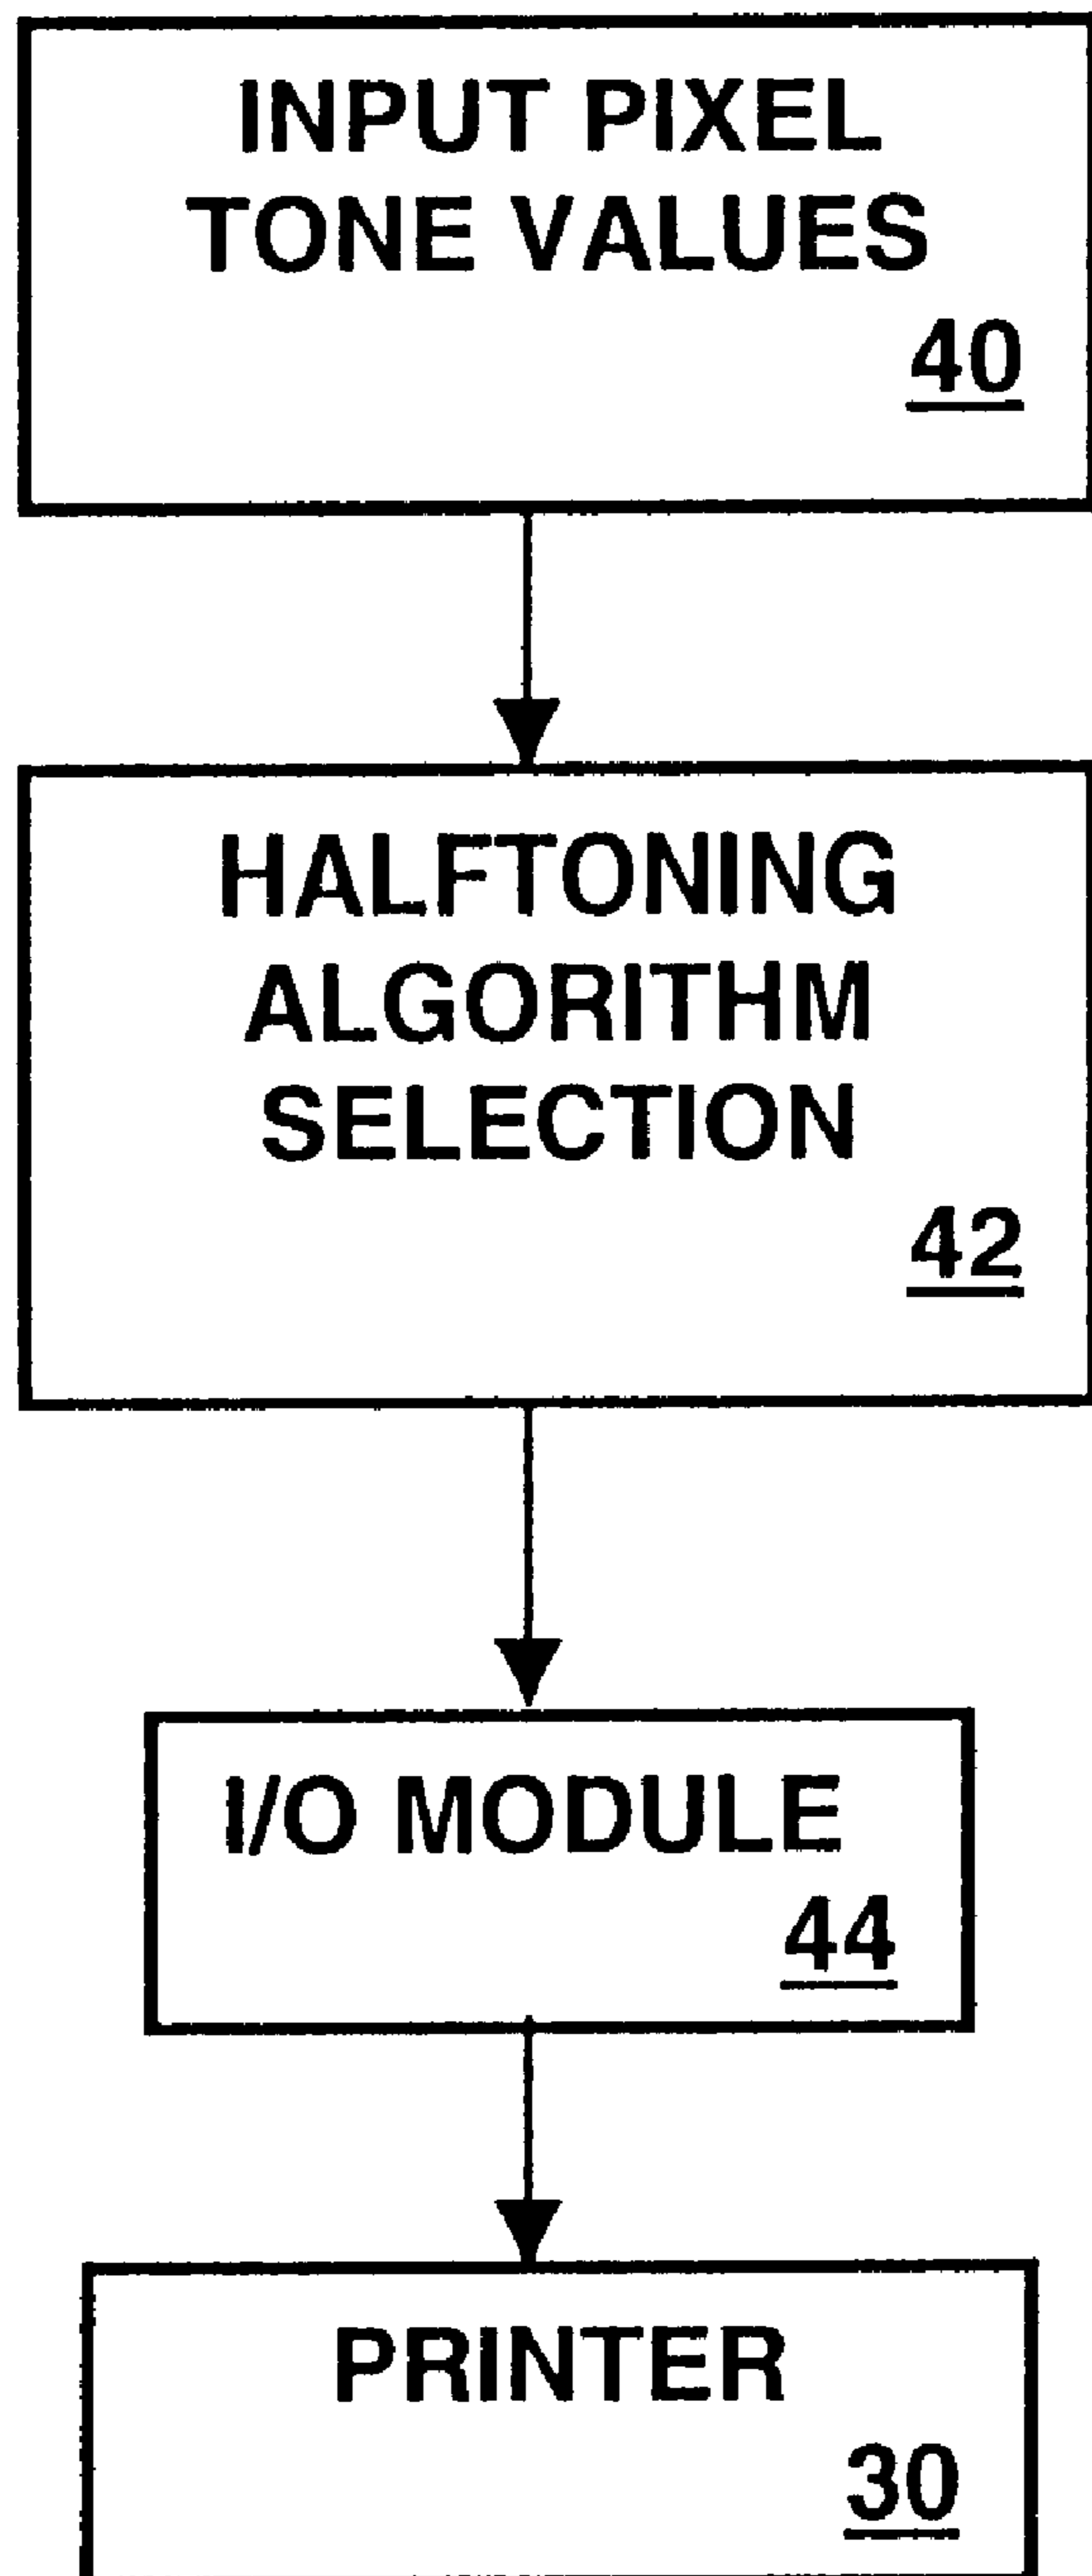 INPUT PIXEL
TONE VALUES
40
HALFTONING
ALGORITHM
SELECTION
42
I/O MODULE
44
PRINTER
30